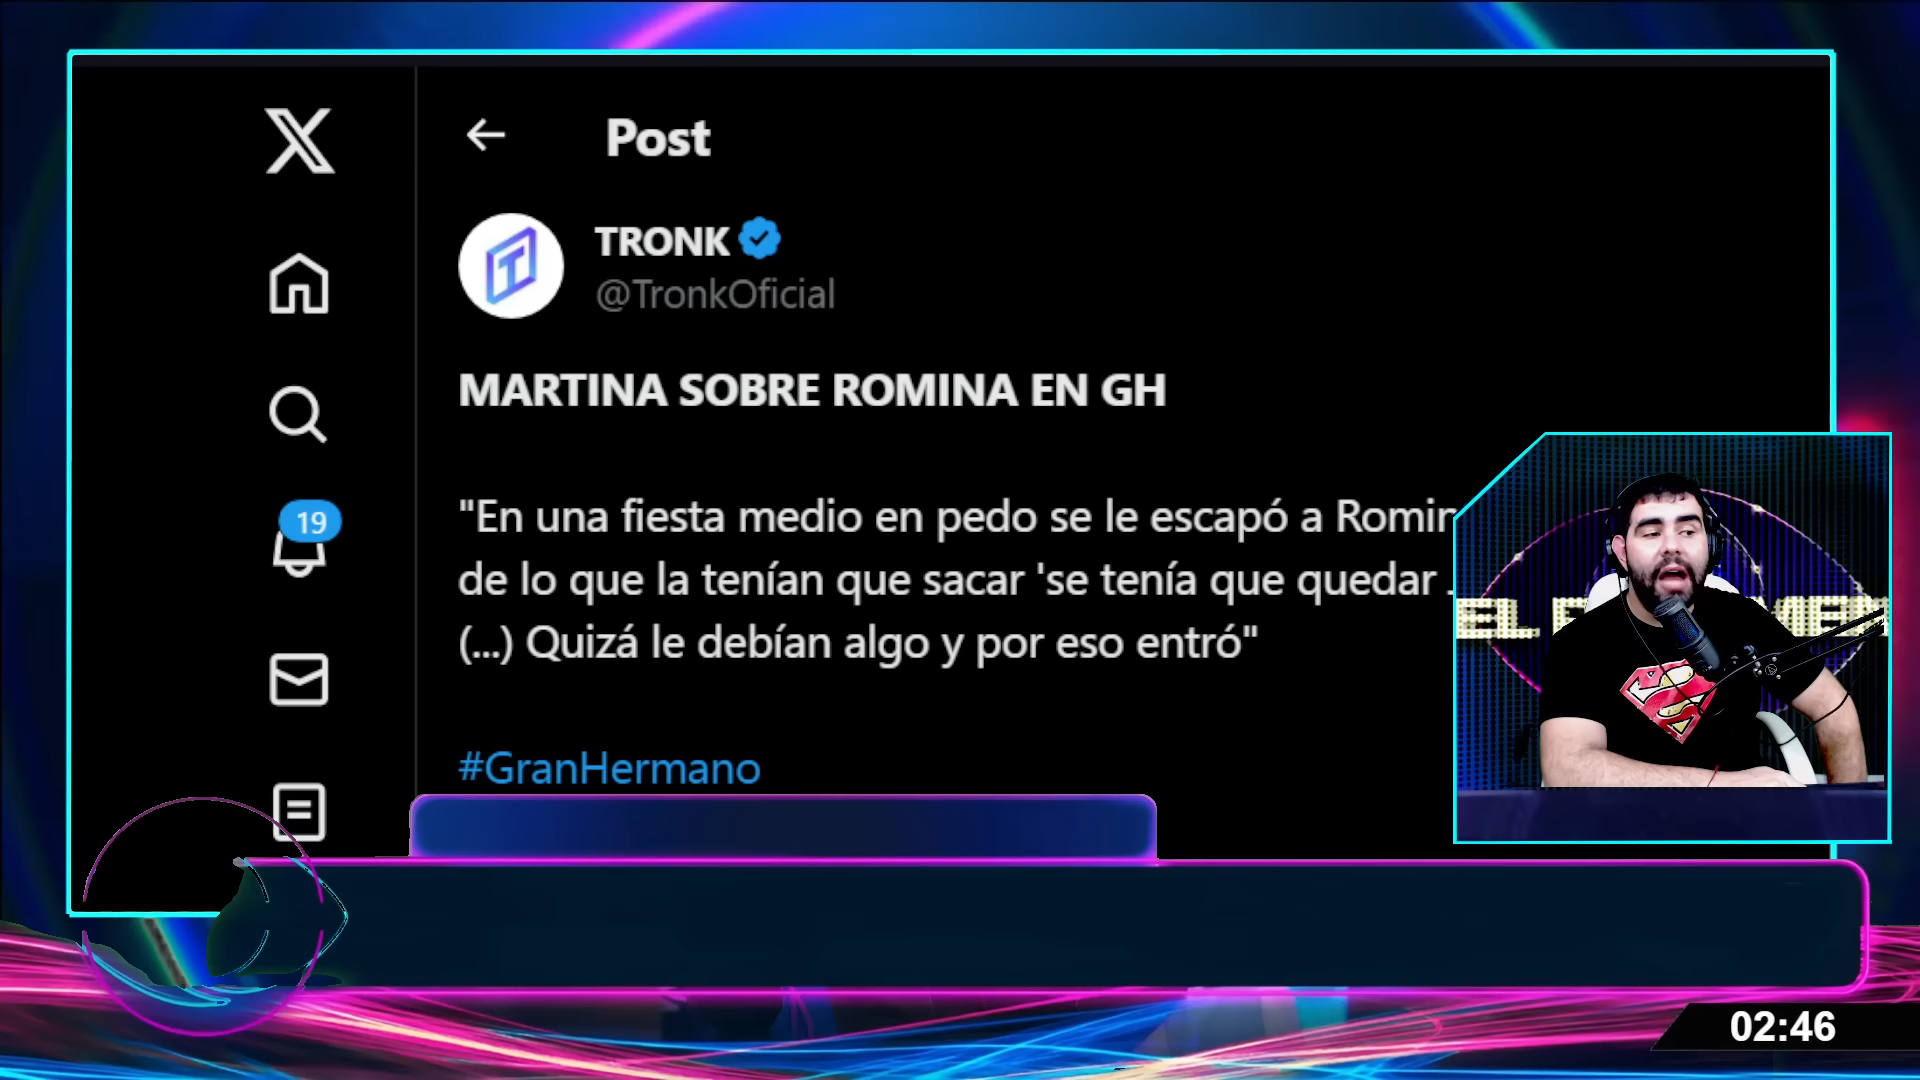 Post
TRONK
@TronkOficial
MARTINA SOBRE ROMINA EN GH
"En una fiesta medio en pedo se le escapó a
de lo que la tenían que sacar 'se tenía que quedar
(...) Quizá le debían algo y por eso entró"
#GranHermano
19
EL
02:46